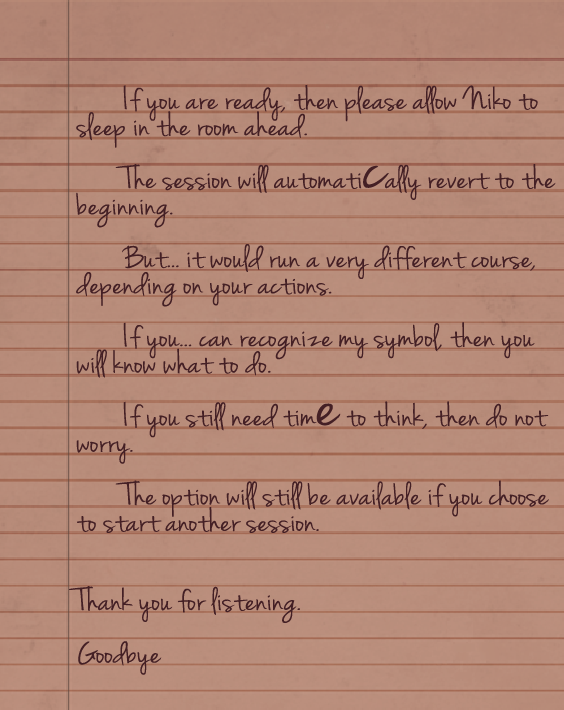 If you are ready, then please allow Niko to
sleep in the room ahead.
The session will automatiCally revert to the
beginning.
But... it would run a very different course,
depending on your actions.
If you... can recognize my symbol, then you
will know what to do.
If you still need time to think, then do not
worry.
The option will still be available if you choose
to start another session.
Thank you for listening.
Goodbye